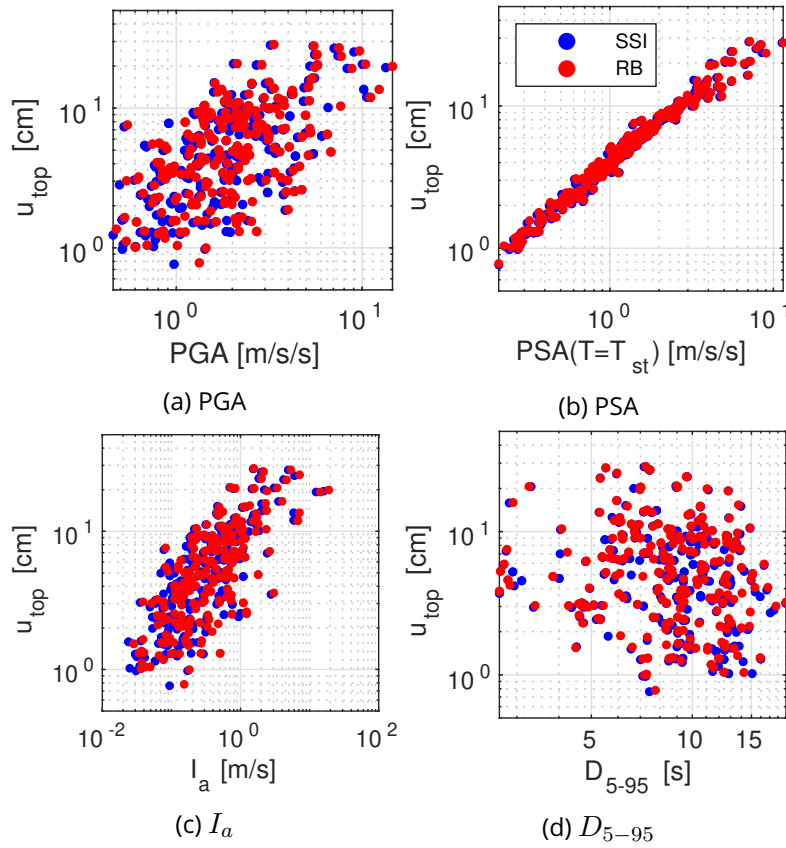 10^1
10^0
u_top [cm]
10^0
10^1
PGA [m/s/s]
(a) PGA
SSI
RB
10^1
10^0
u_top [cm]
10^0
10^1
PSA(T=T_st) [m/s/s]
(b) PSA
10^1
10^0
u_top [cm]
10^-2
10^0
10^2
I_a [m/s]
(c) I_a
10^1
10^0
u_top [cm]
5
10
15
D_5-95 [s]
(d) D_5−95